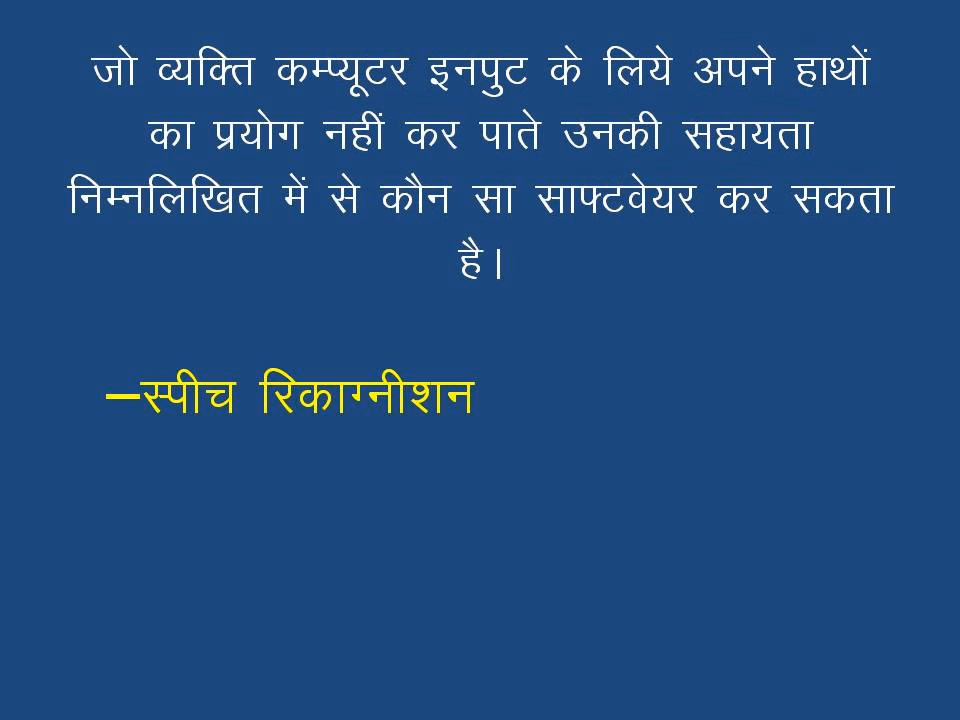 जो व्यक्ति कम्प्यूटर इनपुट के लिये अपने हाथों
का प्रयोग नहीं कर पाते उनकी सहायता
निम्नलिखित में से कौन सा साफ्टवेयर कर सकता
है।
–स्पीच रिकाग्नीशन